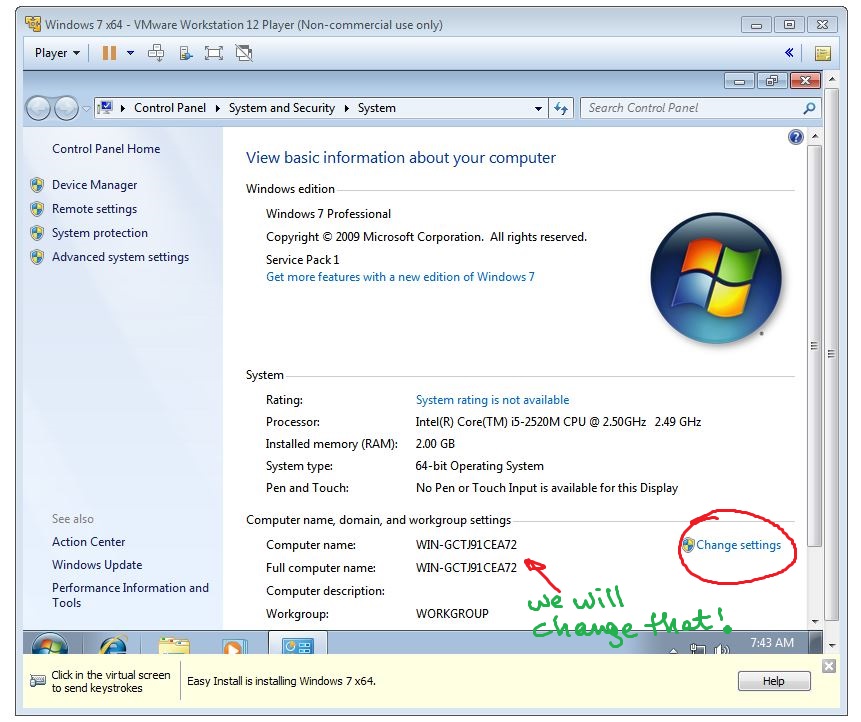 Windows 7 x64 - VMware Workstation 12 Player (Non-commercial use only)
Player
Control Panel System and Security System
Search Control Panel
Control Panel Home
Device Manager
Remote settings
System protection
Advanced system settings
See also
Action Center
Windows Update
Performance Information and
Tools
View basic information about your computer
Windows edition
Windows 7 Professional
Copyright © 2009 Microsoft Corporation. All rights reserved.
Service Pack 1
Get more features with a new edition of Windows 7
System
Rating: System rating is not available
Processor: Intel(R) Core(TM) i5-2520M CPU @ 2.50GHz 2.49 GHz
Installed memory (RAM): 2.00 GB
System type: 64-bit Operating System
Pen and Touch: No Pen or Touch Input is available for this Display
Computer name, domain, and workgroup settings
Computer name: WIN-GCTJ91CEA72 Change settings
Full computer name: WIN-GCTJ91CEA72
Computer description:
Workgroup: WORKGROUP
we will
change that!
7:43 AM
Click in the virtual screen
to send keystrokes
Easy Install is installing Windows 7 x64.
Help